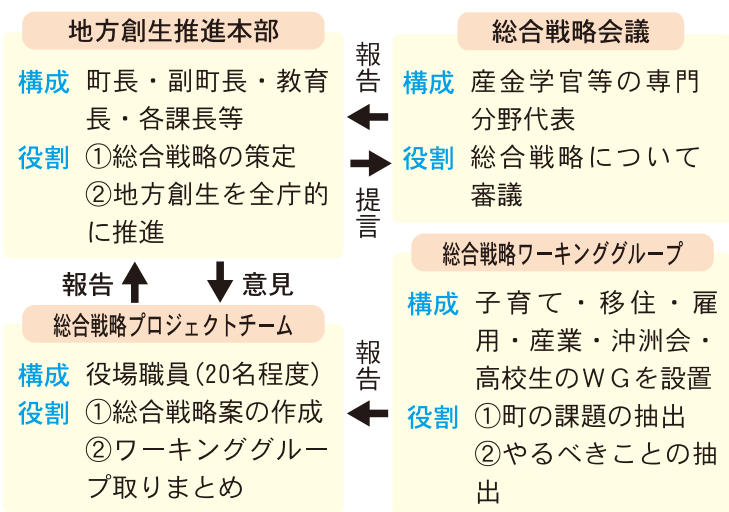 地方創生推進本部
構成 町長・副町長・教育
長・各課長等
役割 ①総合戦略の策定
②地方創生を全庁的
に推進
報告
提言
総合戦略会議
構成 産金学官等の専門
分野代表
役割 総合戦略について
審議
報告
意見
総合戦略プロジェクトチーム
構成 役場職員(20名程度)
役割 ①総合戦略案の作成
②ワーキンググルー
プ取りまとめ
報告
総合戦略ワーキンググループ
構成 子育て・移住・雇
用・産業・沖洲会・
高校生のWGを設置
役割 ①町の課題の抽出
②やるべきことの抽
出